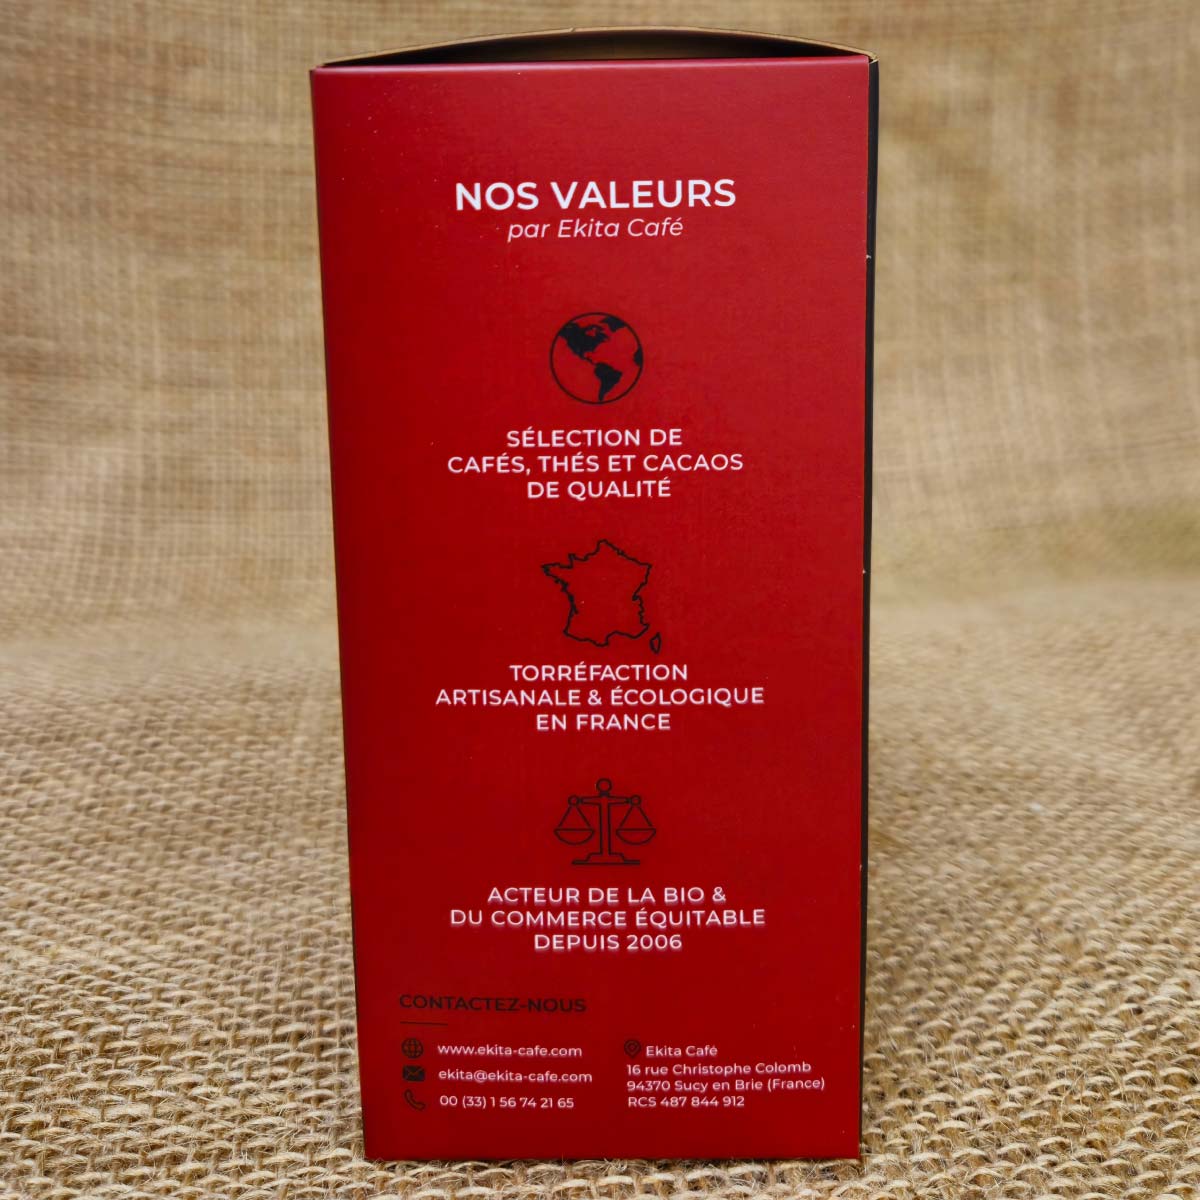 NOS VALEURS
par Ekita Café
SÉLECTION DE
CAFÉS, THÉS ET CACAOS
DE QUALITÉ
TORRÉFACTION
ARTISANALE & ÉCOLOGIQUE
EN FRANCE
ACTEUR DE LA BIO &
DU COMMERCE ÉQUITABLE
DEPUIS 2006
CONTACTEZ-NOUS
www.ekita-cafe.com
ekita@ekita-cafe.com
00 (33) 1 56 74 21 65
Ekita Café
16 rue Christophe Colomb
94370 Sucy en Brie (France)
RCS 487 844 912